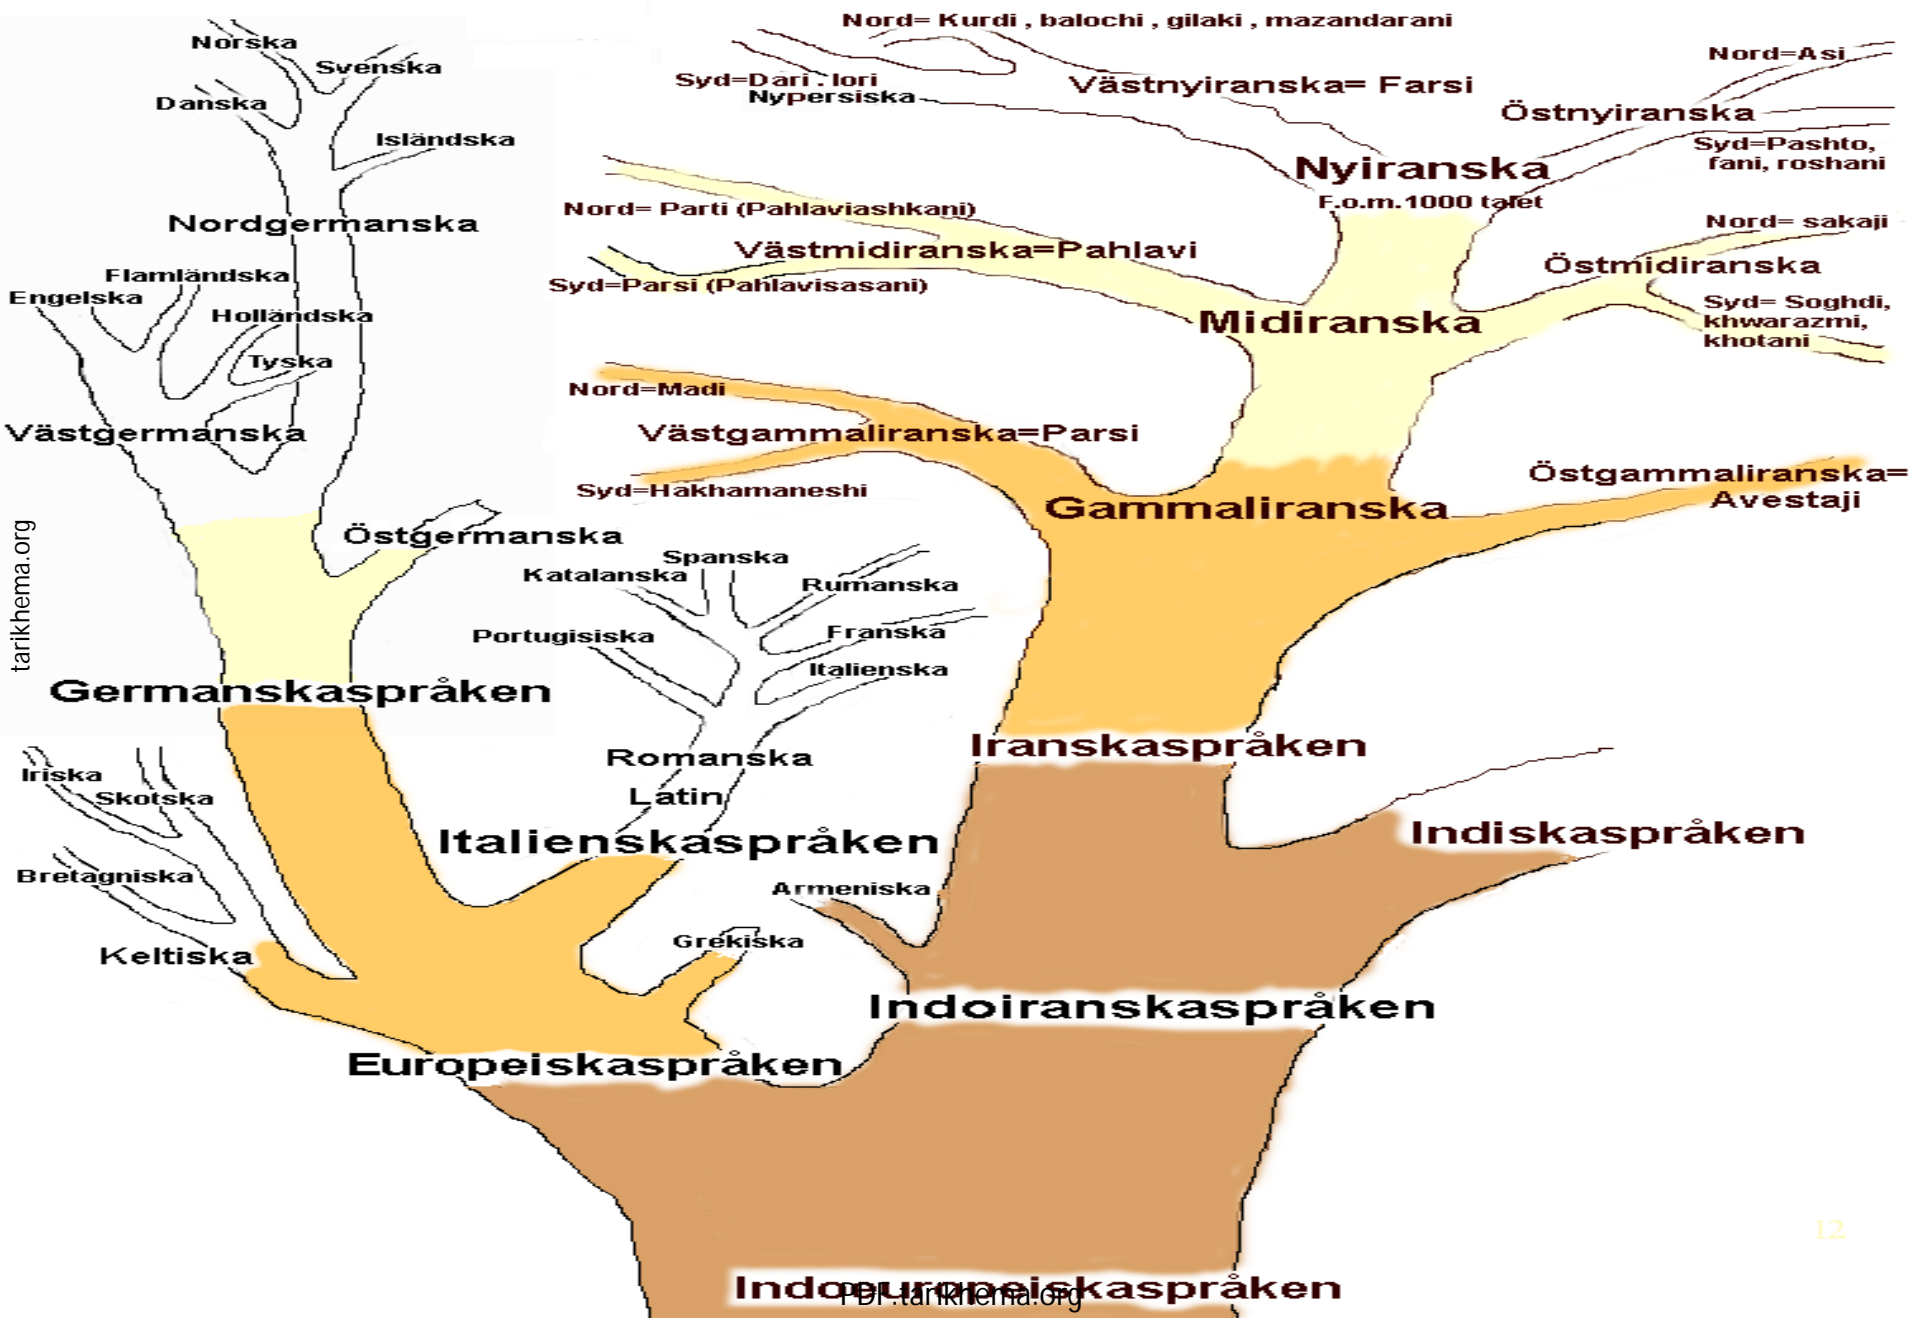 Nord= Kurdi , balochi , gilaki , mazandarani
Norska
Svenska
Danska
Isländska
Nordgermanska
Flamländska
Engelska
Holländska
Tyska
Västgermanska
Östgermanska
Germanskaspråken
Syd=Dari . lori
Nypersiska
Västnyiranska= Farsi
Nord=Asi
Östnyiranska
Syd=Pashto,
fani, roshani
Nyiranska
F.o.m.1000 talet
Nord= Parti (Pahlaviashkani)
Västmidiranska=Pahlavi
Syd=Parsi (Pahlavisasani)
Nord= sakaji
Östmidiranska
Syd= Soghdi,
khwarazmi,
khotani
Midiranska
Nord=Madi
Västgammaliranska=Parsi
Syd=Hakhamaneshi
Östgammaliranska=
Avestaji
Gammaliranska
Spanska
Katalanska
Rumanska
Portugisiska
Franska
Italienska
Romanska
Latin
Italienskaspråken
Iranskaspråken
Indiskaspråken
Iriska
Skotska
Bretagniska
Keltiska
Armeniska
Grekiska
Indoiranskaspråken
Europeiskaspråken
Indoeuropeiskaspråken
PDF.tarikhema.org
tarikhema.org
12